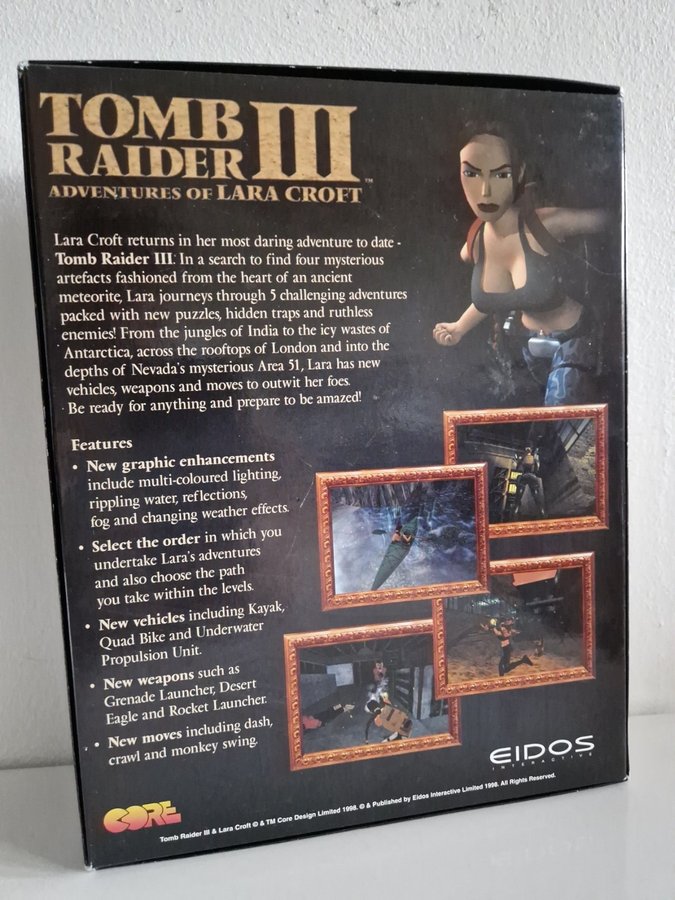 TOMB
RAIDER III ™
ADVENTURES OF LARA CROFT
Lara Croft returns in her most daring adventure to date -
Tomb Raider III. In a search to find four mysterious
artefacts fashioned from the heart of an ancient
meteorite, Lara journeys through 5 challenging adventures
packed with new puzzles, hidden traps and ruthless
enemies! From the jungles of India to the icy wastes of
Antarctica, across the rooftops of London and into the
depths of Nevada's mysterious Area 51, Lara has new
vehicles, weapons and moves to outwit her foes.
Be ready for anything and prepare to be amazed!
Features
• New graphic enhancements
include multi-coloured lighting,
rippling water, reflections,
fog and changing weather effects.
• Select the order in which you
undertake Lara's adventures
and also choose the path
you take within the levels.
• New vehicles including Kayak,
Quad Bike and Underwater
Propulsion Unit.
• New weapons such as
Grenade Launcher, Desert
Eagle and Rocket Launcher.
• New moves including dash,
crawl and monkey swing.
EIDOS
INTERACTIVE
CORE
Tomb Raider III & Lara Croft © & TM Core Design Limited 1998. © & Published by Eidos Interactive Limited 1998. All Rights Reserved.